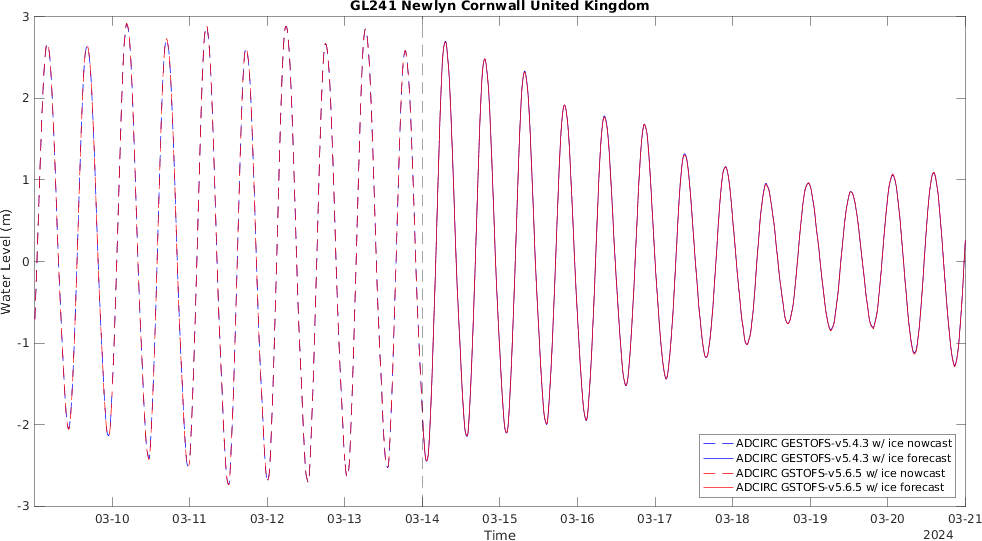 GL241 Newlyn Cornwall United Kingdom
Water Level (m)
3
2
1
0
-1
-2
-3
ADCIRC GESTOFS-v5.4.3 w/ ice nowcast
ADCIRC GESTOFS-v5.4.3 w/ ice forecast
ADCIRC GSTOFS-v5.6.5 w/ ice nowcast
ADCIRC GSTOFS-v5.6.5 w/ ice forecast
03-10 03-11 03-12 03-13 03-14 03-15 03-16 03-17 03-18 03-19 03-20 03-21
Time
2024